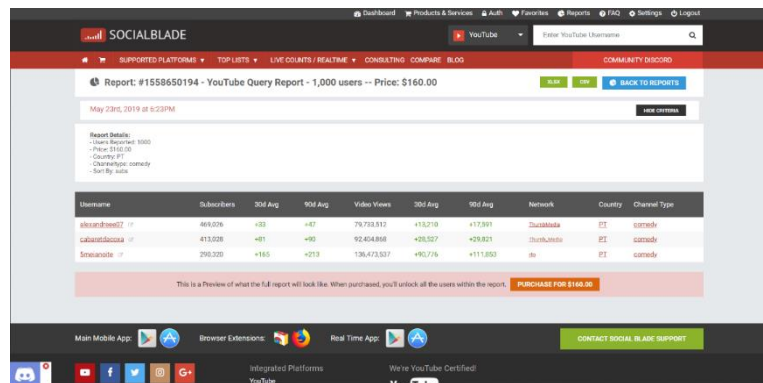 Dashboard Products & Services Auth Favorites Reports FAQ Settings Logout
SOCIALBLADE YouTube Enter YouTube Username
SUPPORTED PLATFORMS TOP LISTS LIVE COUNTS / REALTIME CONSULTING COMPARE BLOG COMMUNITY DISCORD
Report: #1558650194 - YouTube Query Report - 1,000 users -- Price: $160.00 XLSX CSV BACK TO REPORTS
May 23rd, 2019 at 6:23PM HIDE CRITERIA
Report Details:
- Users Reported: 1000
- Price: $160.00
- Country: PT
- Channeltype: comedy
- Sort By: subs
Username Subscribers 30d Avg 90d Avg Video Views 30d Avg 90d Avg Network Country Channel Type
469,026 +33 +47 79,733,512 +13,210 +17,591 PT comedy
cabaretdacoxa 413,028 +81 +90 92,404,868 +28,527 +29,821 PT comedy
5meianoite 290,320 +165 +213 136,473,537 +90,776 +111,853 PT comedy
This is a Preview of what the full report will look like. When purchased, you'll unlock all the users within the report. PURCHASE FOR $160.00
Main Mobile App: Browser Extensions: Real Time App: CONTACT SOCIAL BLADE SUPPORT
G+ Integrated Platforms We're YouTube Certified!
YouTube